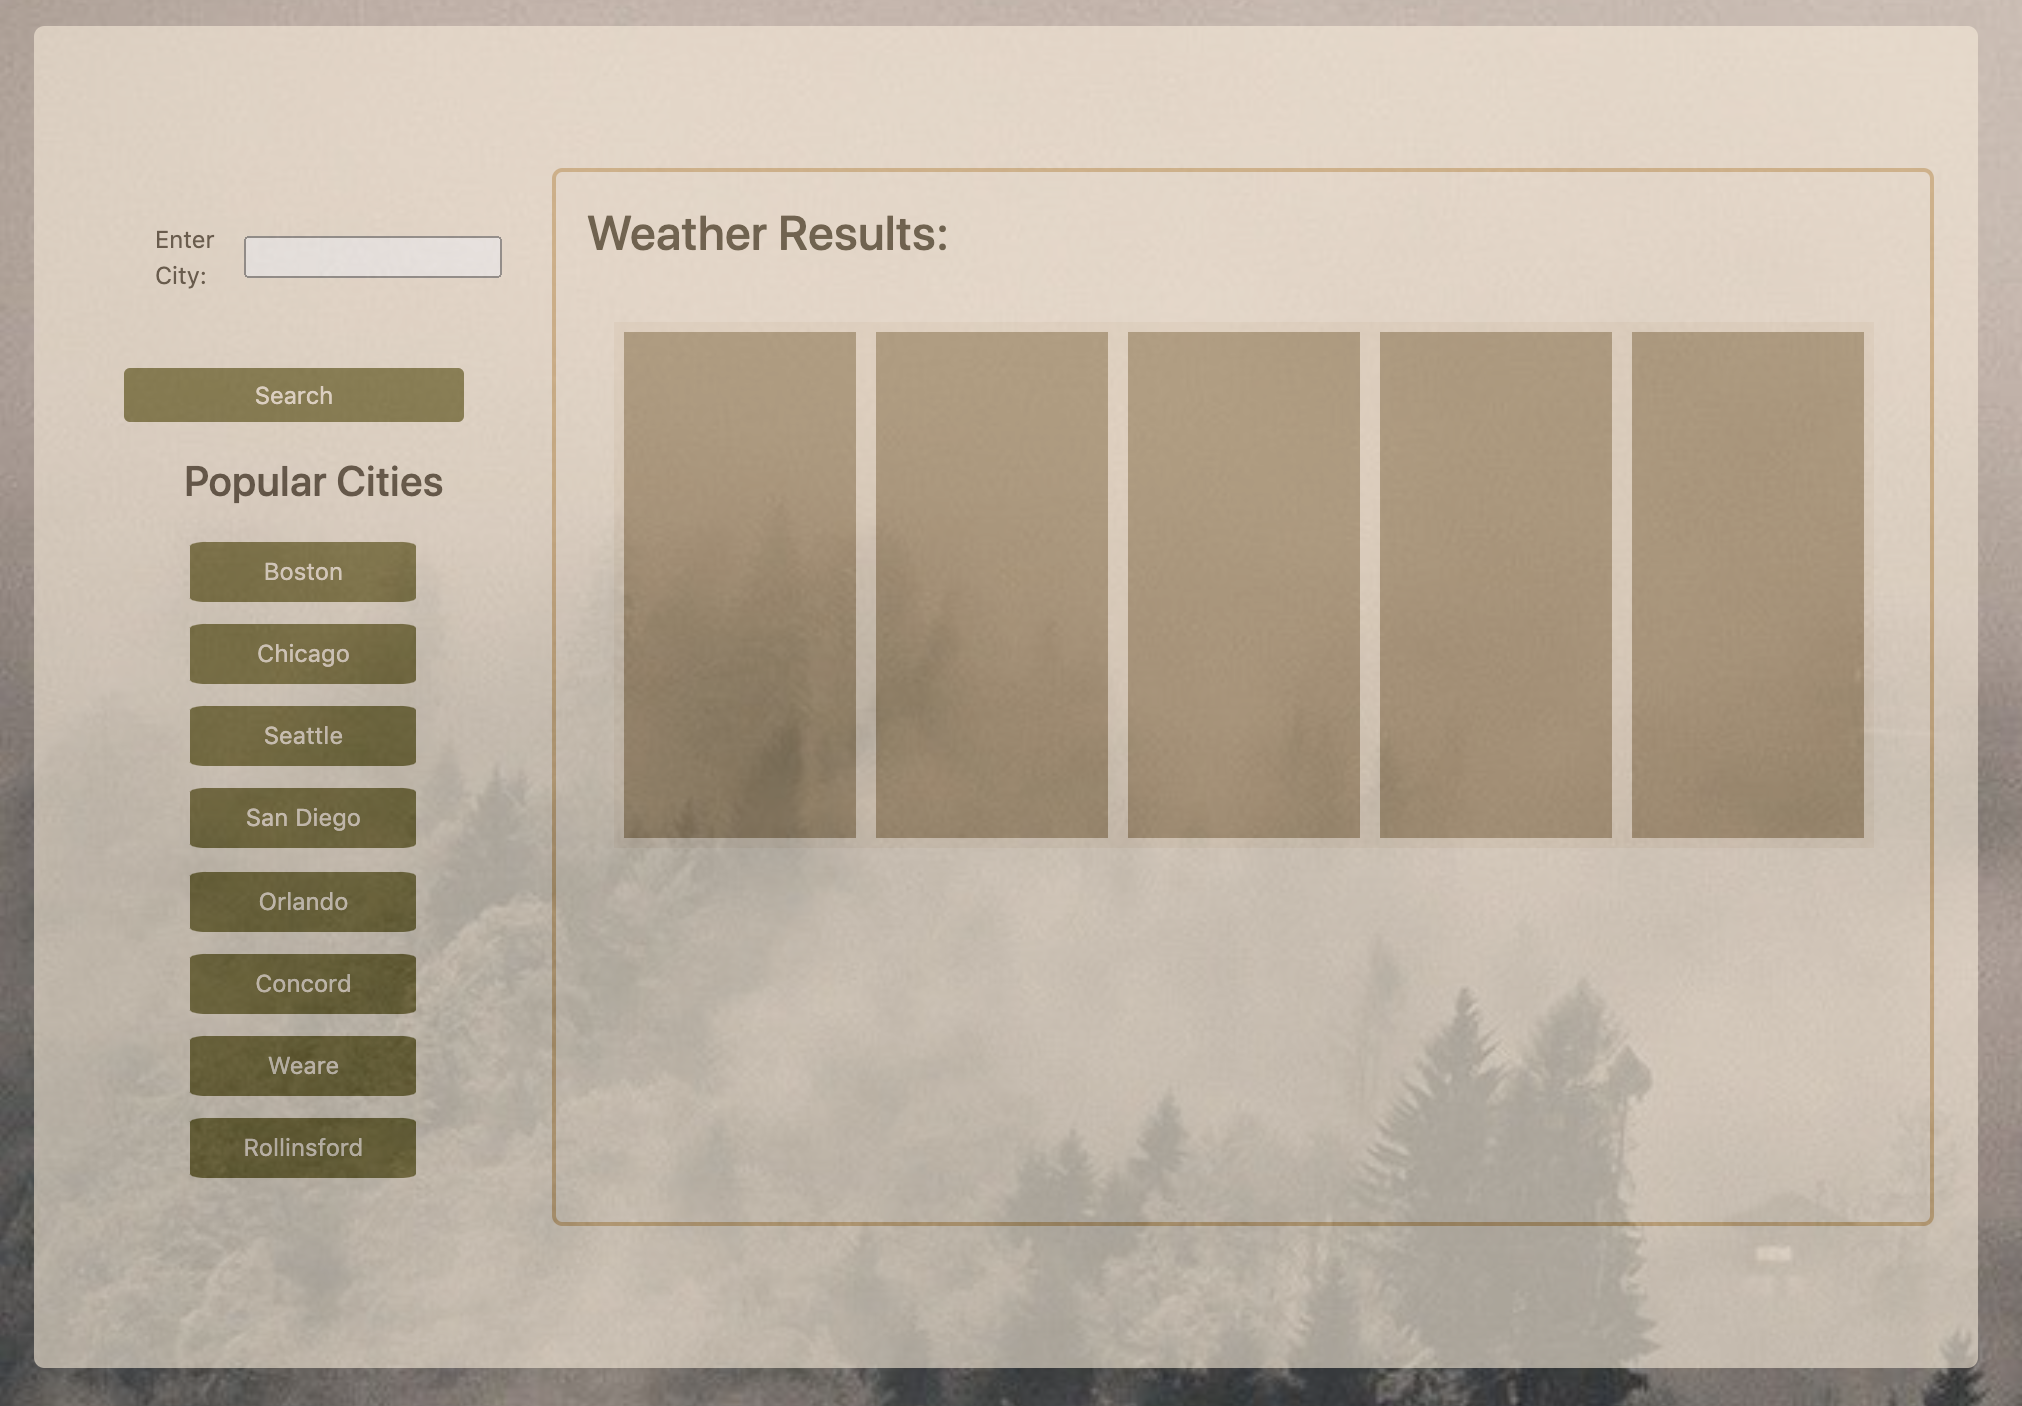 Enter
City:
Search
Popular Cities
Boston
Chicago
Seattle
San Diego
Orlando
Concord
Weare
Rollinsford
Weather Results: